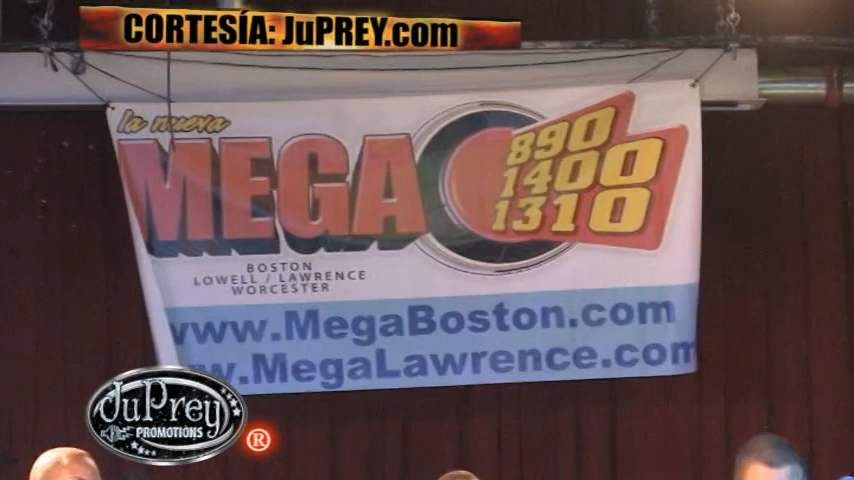 CORTESÍA: JuPREY.com
la nueva
MEGA
890
1400
1310
BOSTON
LOWELL / LAWRENCE
WORCESTER
www.MegaBoston.com
www.MegaLawrence.com
JuPrey
PROMOTIONS
®